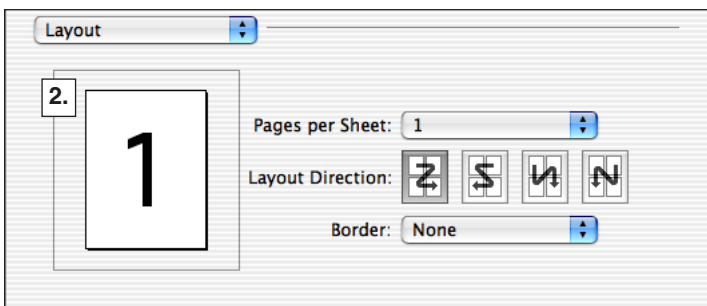 Layout
2.
1
Pages per Sheet: 1
Layout Direction:
Border: None